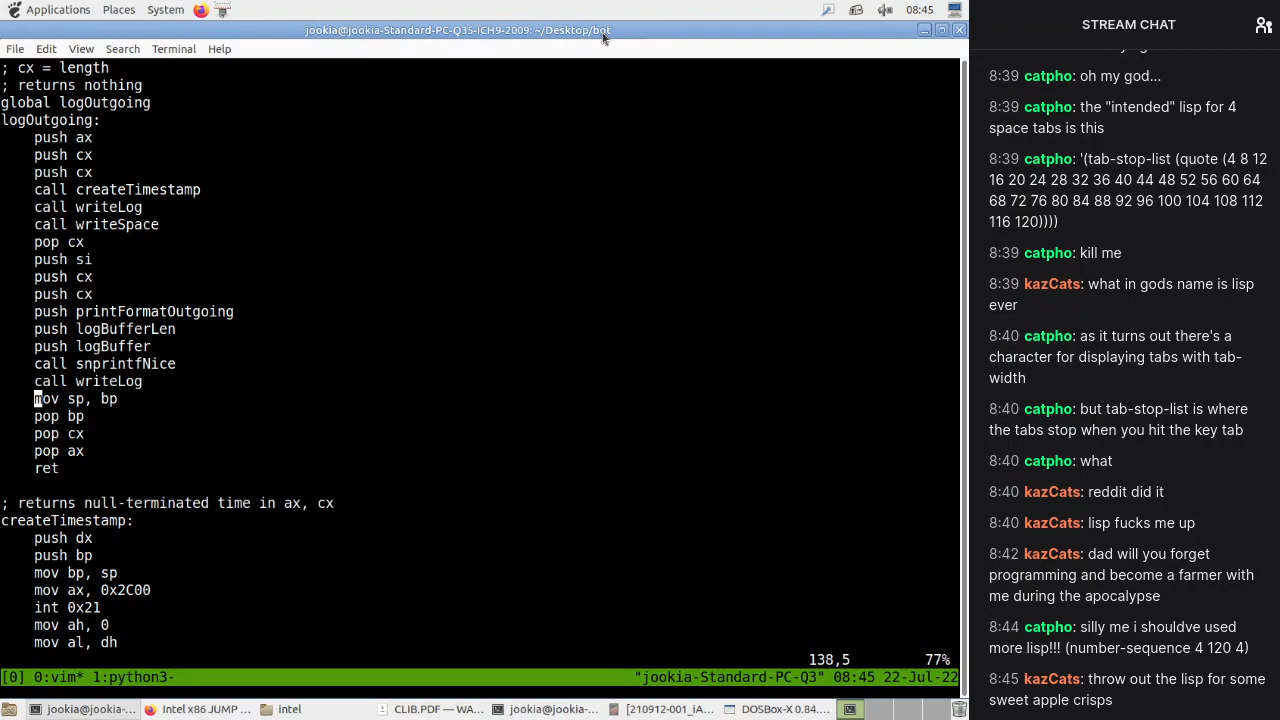 Applications Places System 08:45
jookia@jookia-Standard-PC-Q35-ICH9-2009: ~/Desktop/bot
File Edit View Search Terminal Help
; cx = length
; returns nothing
global logOutgoing
logOutgoing:
push ax
push cx
push cx
call createTimestamp
call writeLog
call writeSpace
pop cx
push si
push cx
push cx
push printFormatOutgoing
push logBufferLen
push logBuffer
call snprintfNice
call writeLog
mov sp, bp
pop bp
pop cx
pop ax
ret
; returns null-terminated time in ax, cx
createTimestamp:
push dx
push bp
mov bp, sp
mov ax, 0x2C00
int 0x21
mov ah, 0
mov al, dh
138,5 77%
[0] 0:vim* 1:python3- "jookia-Standard-PC-Q3" 08:45 22-Jul-22
jookia@jookia-... Intel x86 JUMP ... intel CLIB.PDF — WA... jookia@jookia-... [210912-001_iA... DOSBox-X 0.84....
STREAM CHAT
8:39 catpho: oh my god...
8:39 catpho: the "intended" lisp for 4
space tabs is this
8:39 catpho: '(tab-stop-list (quote (4 8 12
16 20 24 28 32 36 40 44 48 52 56 60 64
68 72 76 80 84 88 92 96 100 104 108 112
116 120))))
8:39 catpho: kill me
8:39 kazCats: what in gods name is lisp
ever
8:40 catpho: as it turns out there's a
character for displaying tabs with tab-
width
8:40 catpho: but tab-stop-list is where
the tabs stop when you hit the key tab
8:40 catpho: what
8:40 kazCats: reddit did it
8:40 kazCats: lisp fucks me up
8:42 kazCats: dad will you forget
programming and become a farmer with
me during the apocalypse
8:44 catpho: silly me i shouldve used
more lisp!!! (number-sequence 4 120 4)
8:45 kazCats: throw out the lisp for some
sweet apple crisps